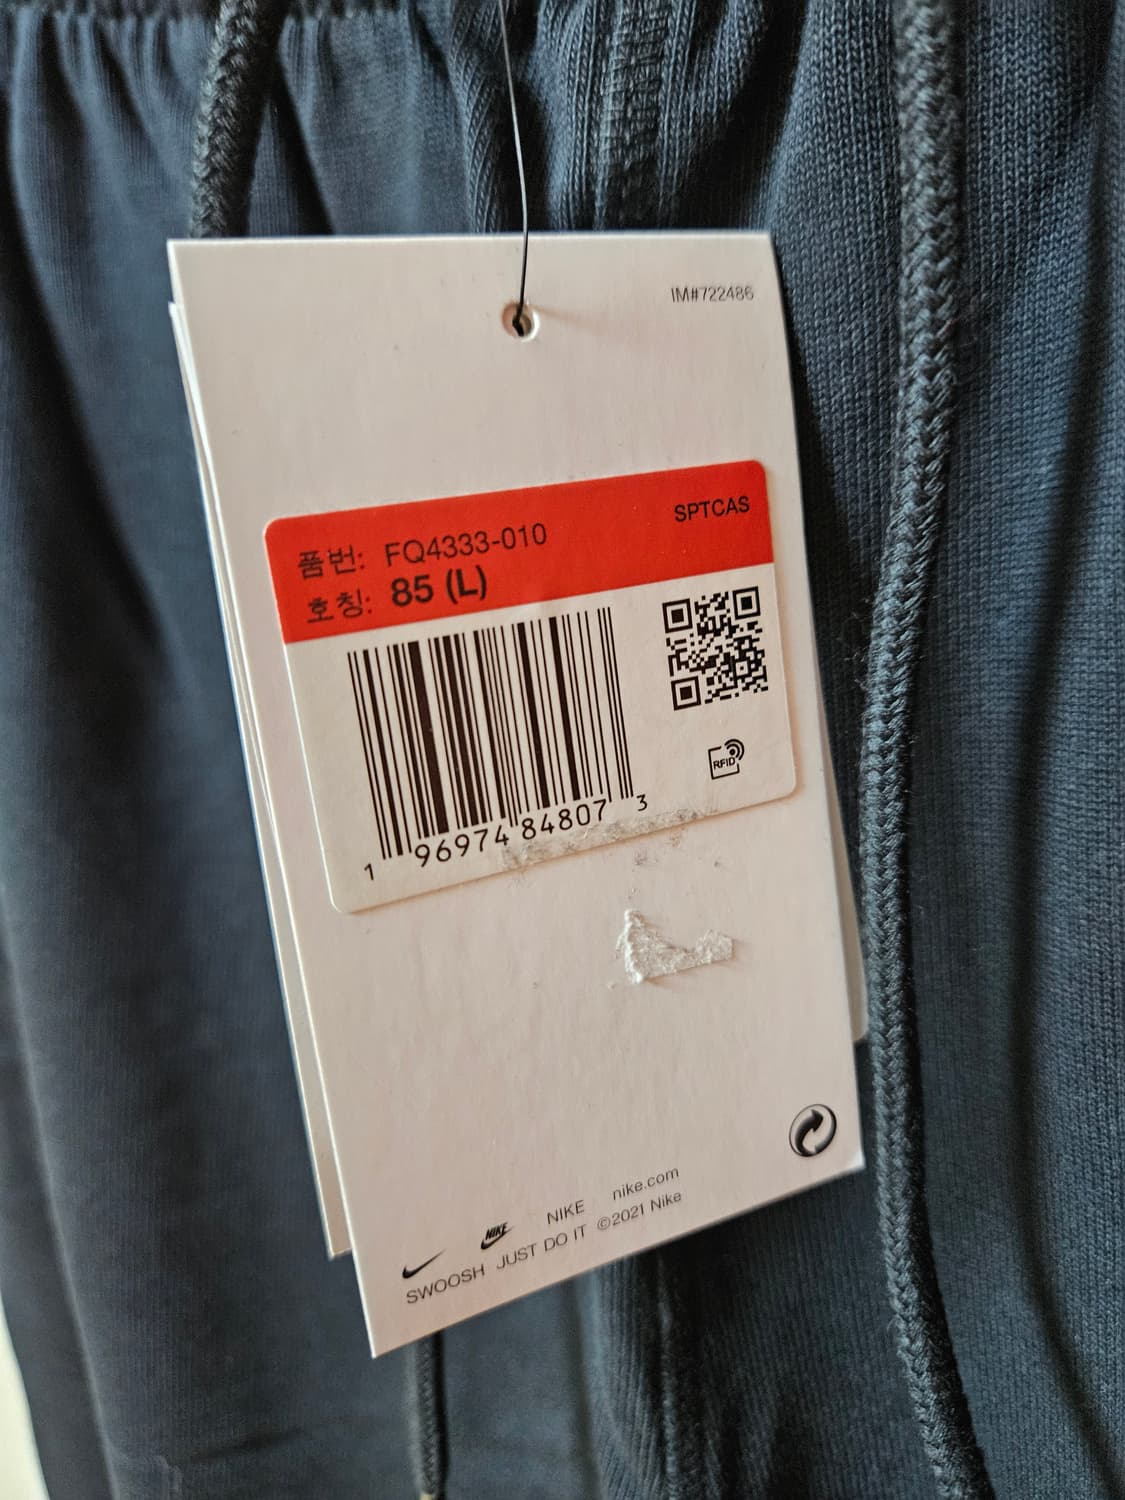 IM#722486
SPTCAS
품번: FQ4333-010
호칭: 85 (L)
1 96974 84807 3
RFID
NIKE NIKE nike.com
SWOOSH JUST DO IT ©2021 Nike